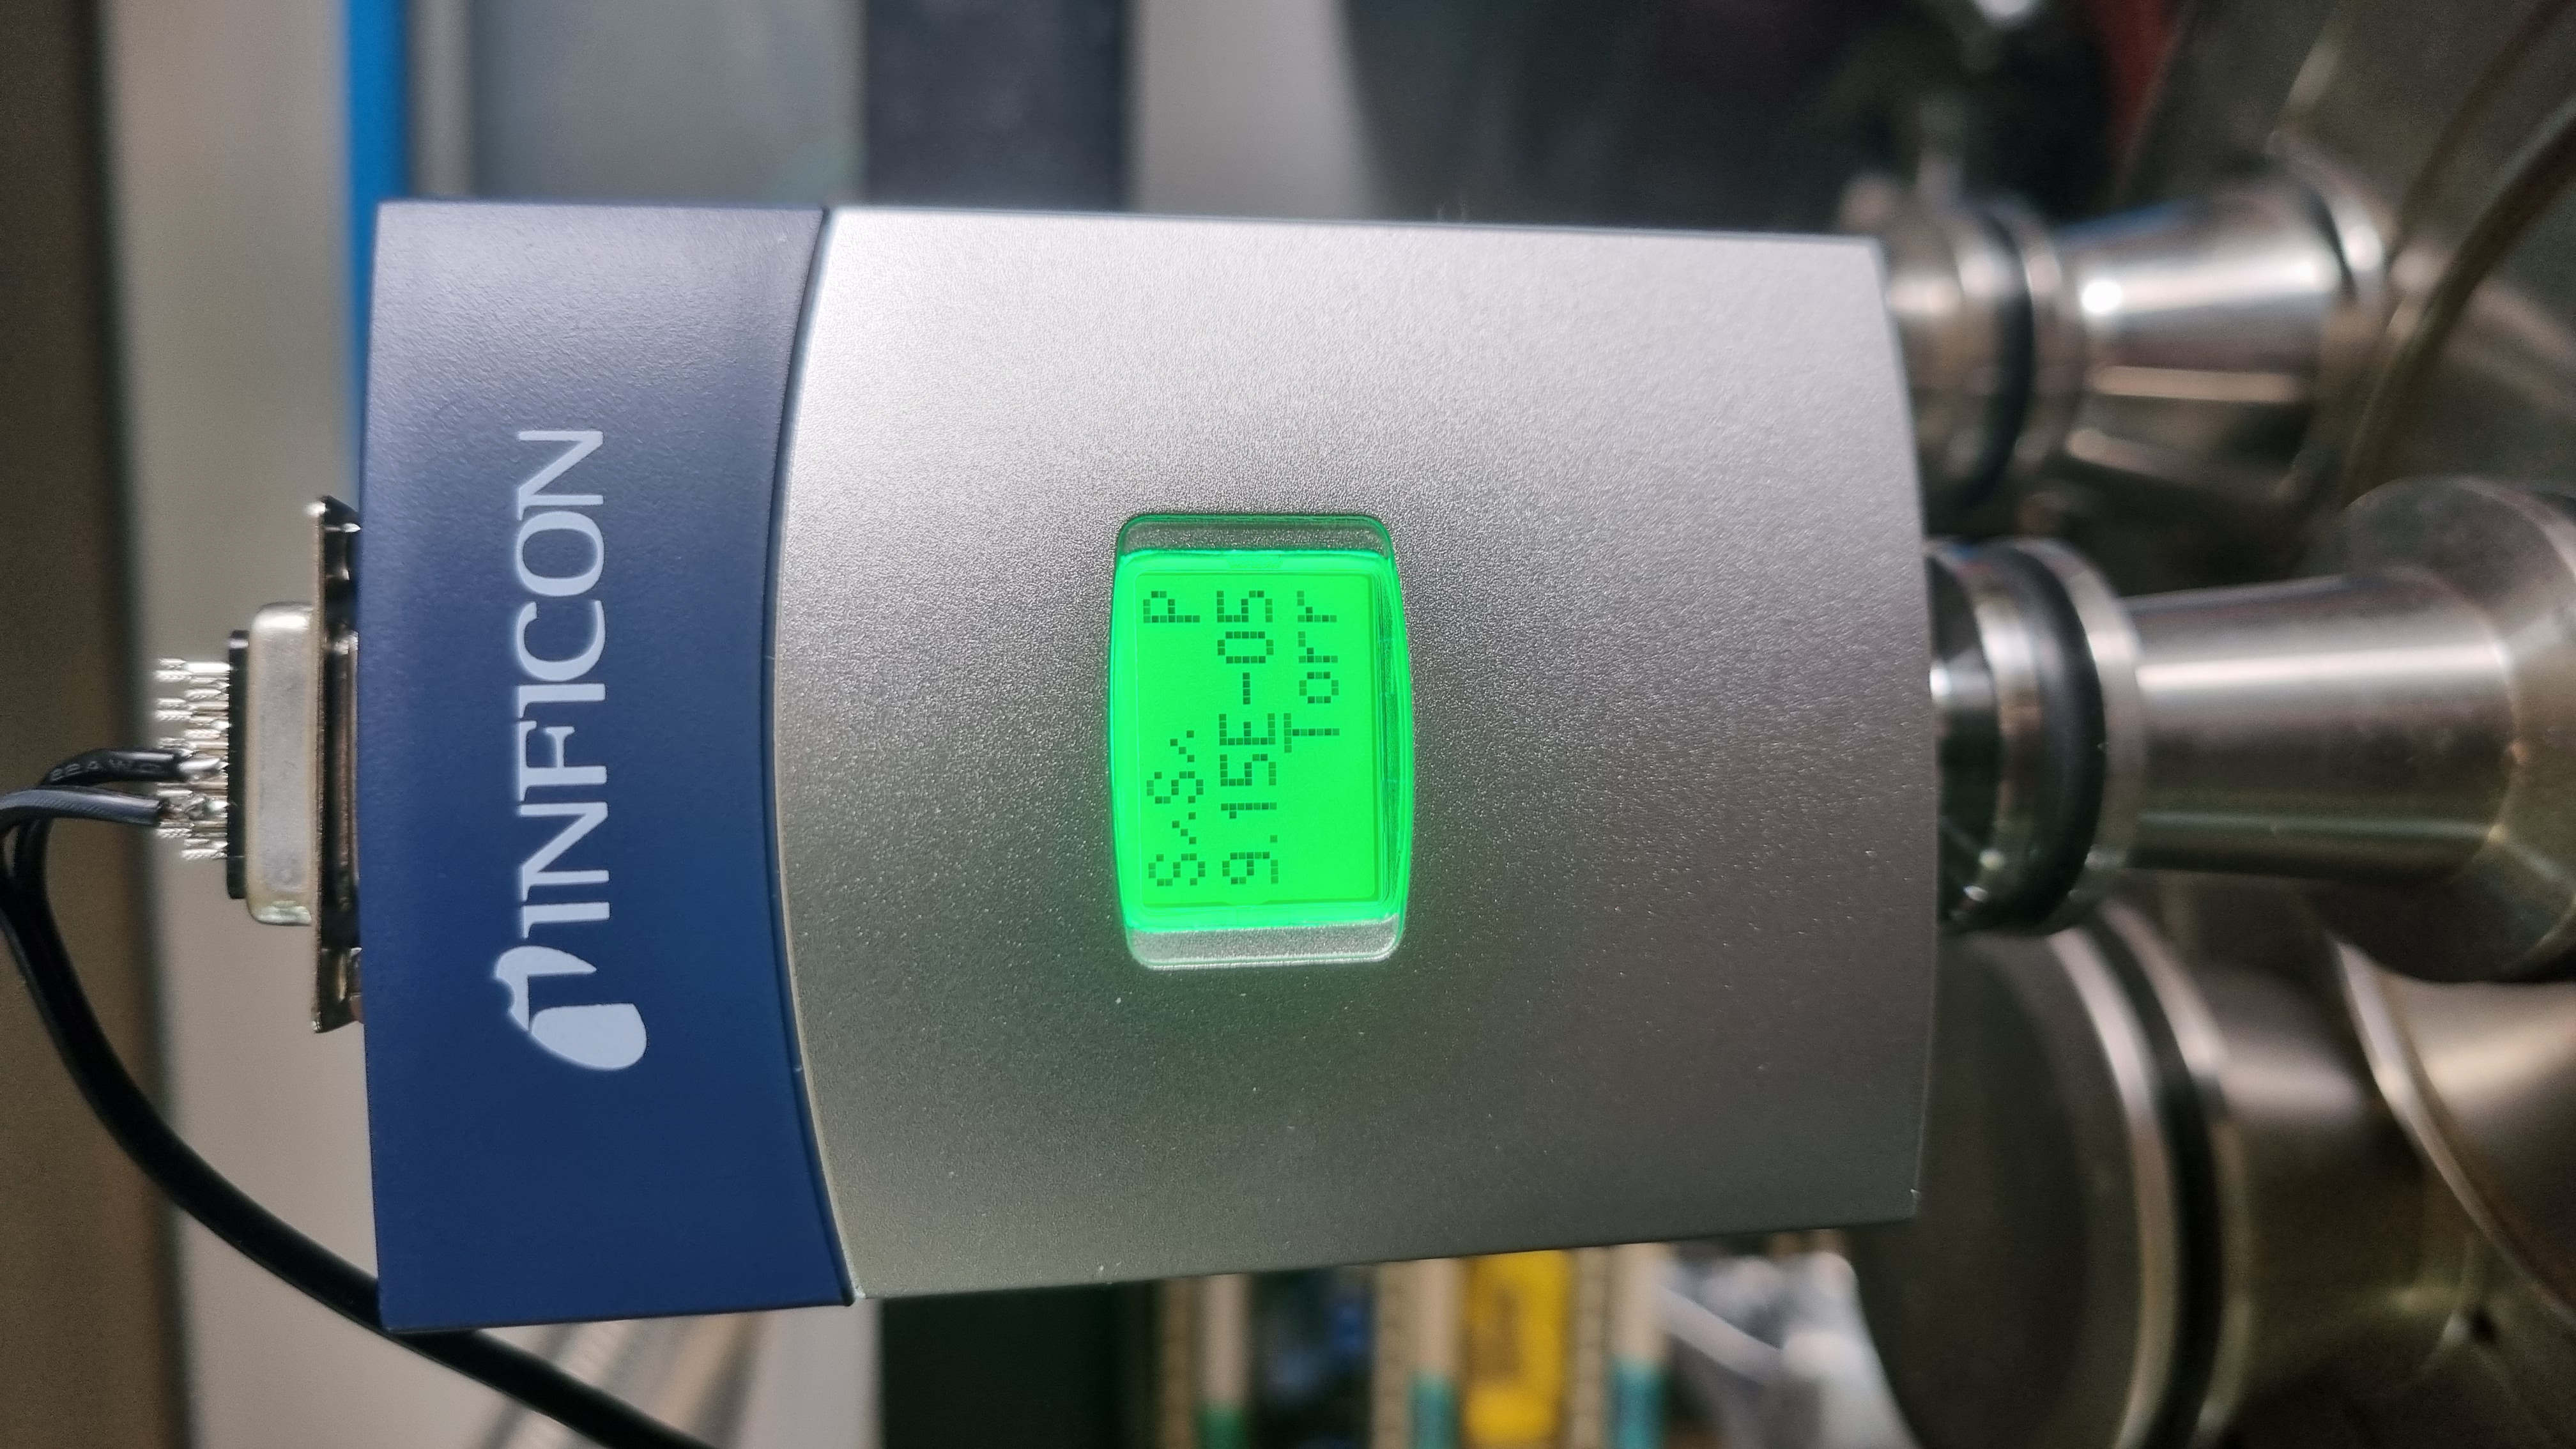 INFICON
S S P
9.15E-05
Torr